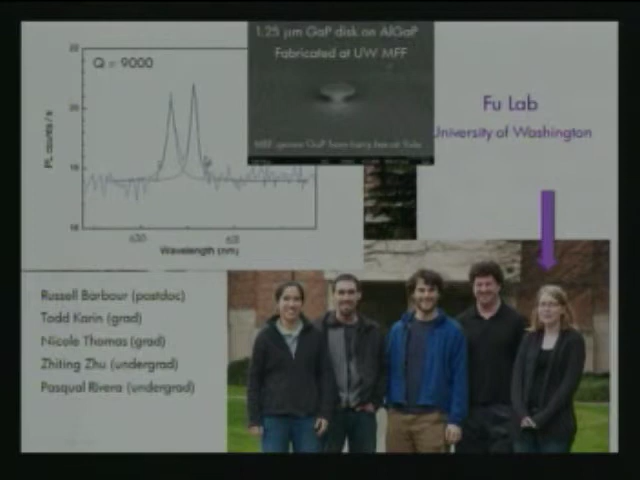 Q = 9000
PL counts / s
Wavelength (nm)
1.25 μm GaP disk on AlGaP
Fabricated at UW MFF
Fu Lab
University of Washington
Russell Barbour (postdoc)
Todd Karin (grad)
Nicole Thomas (grad)
Zhiting Zhu (undergrad)
Pasqual Rivera (undergrad)